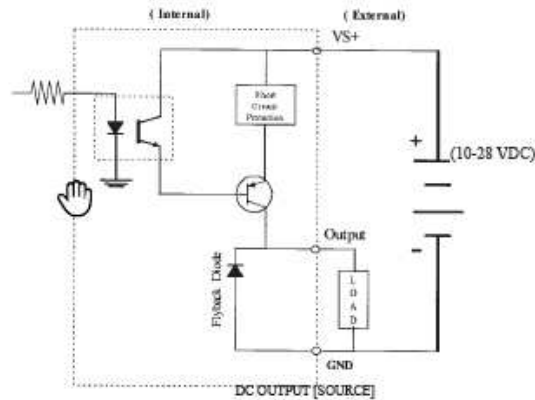 ( Internal)
( External)
VS+
Short
Circuit
Protection
+
(10-28 VDC)
-
Output
Flyback Diode
L
O
A
D
GND
DC OUTPUT [SOURCE]